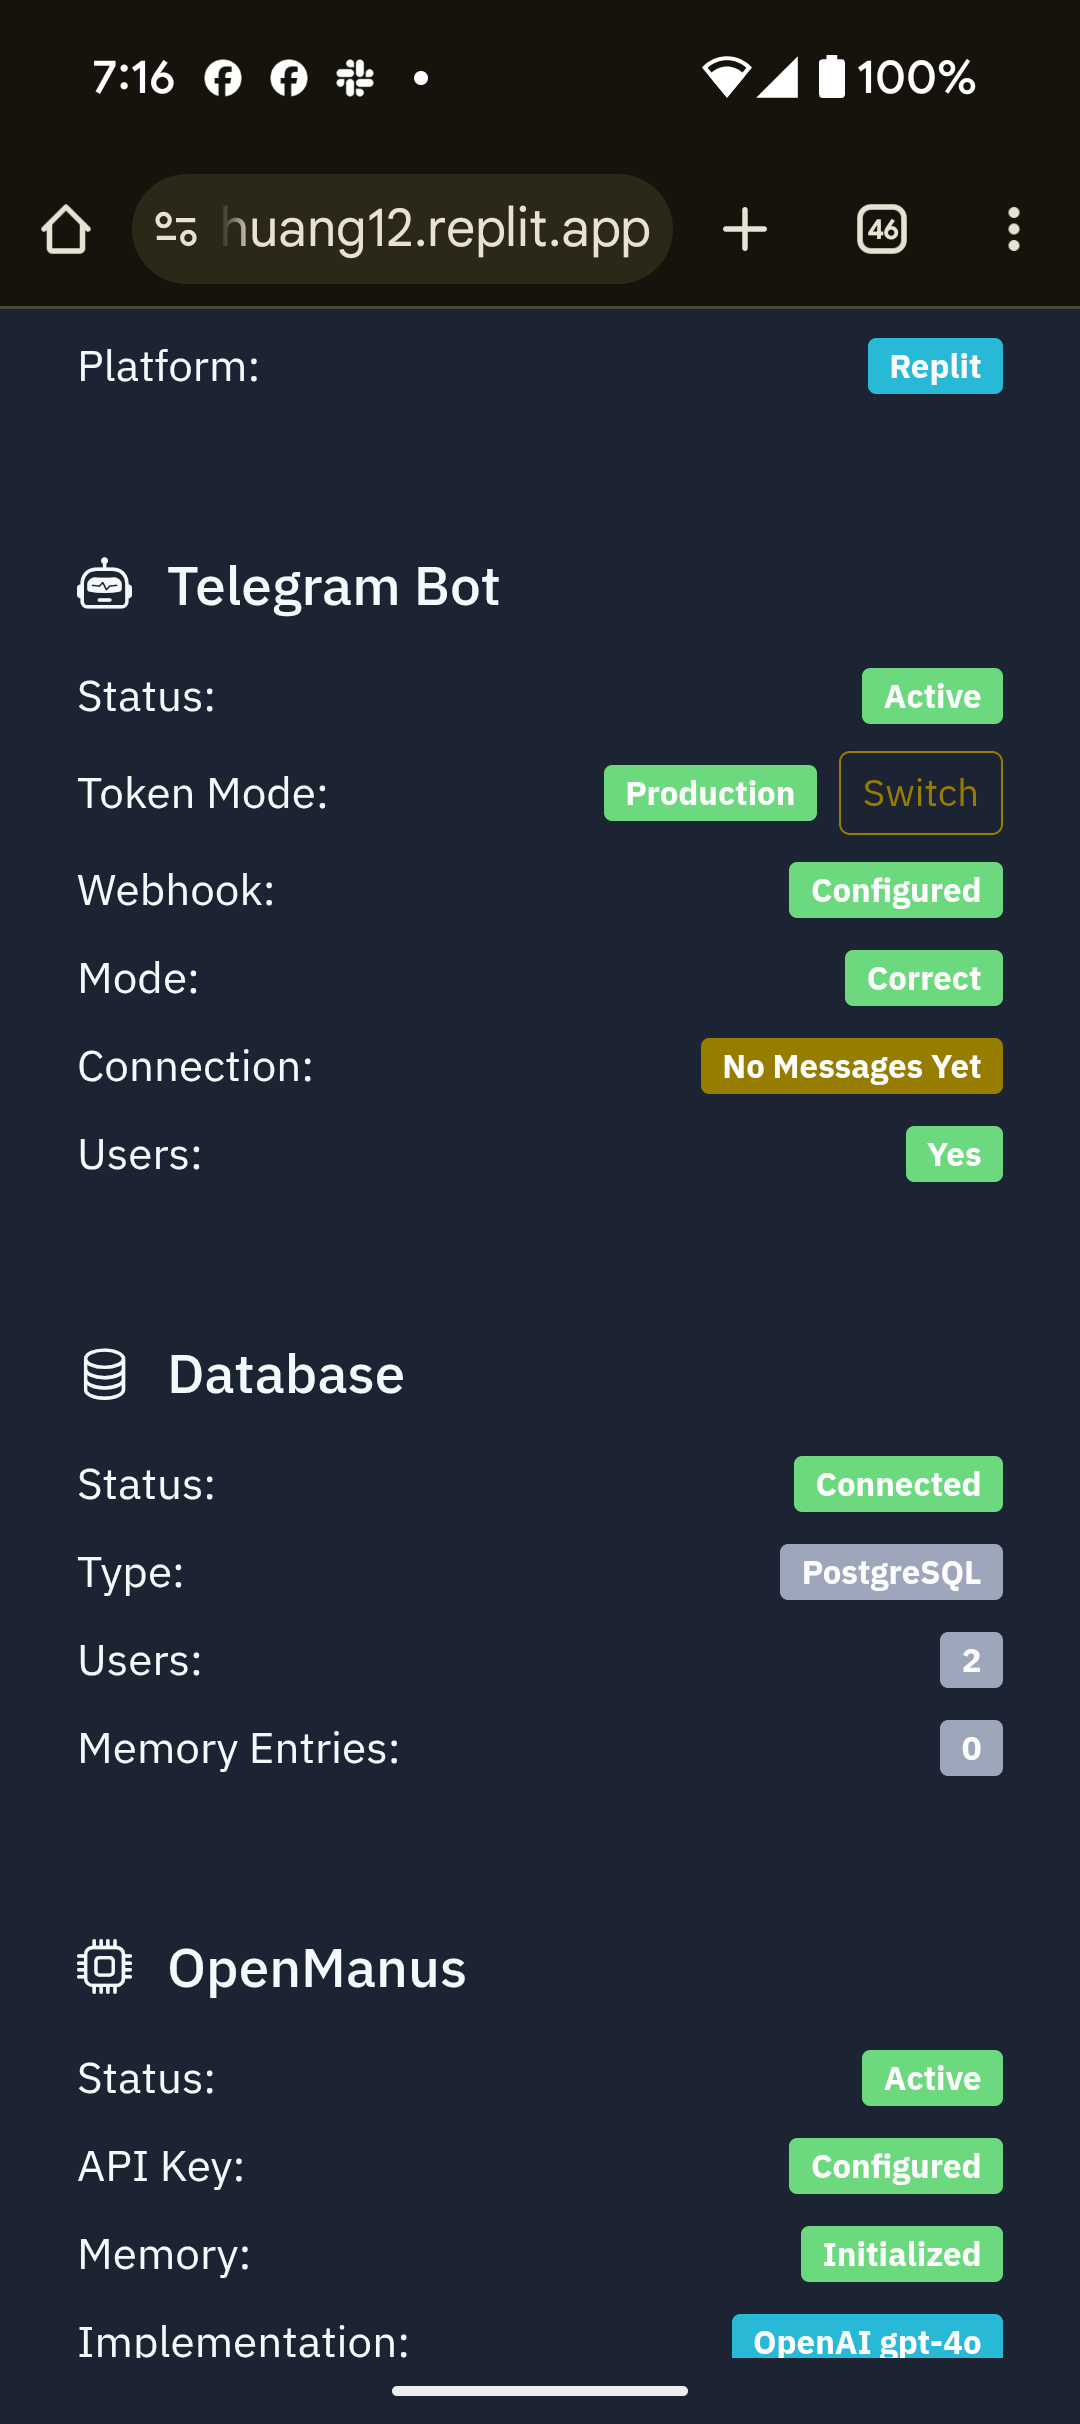 7:16 100%
huang12.replit.app 46
Platform: Replit
Telegram Bot
Status: Active
Token Mode: Production Switch
Webhook: Configured
Mode: Correct
Connection: No Messages Yet
Users: Yes
Database
Status: Connected
Type: PostgreSQL
Users: 2
Memory Entries: 0
OpenManus
Status: Active
API Key: Configured
Memory: Initialized
Implementation: OpenAI gpt-4o